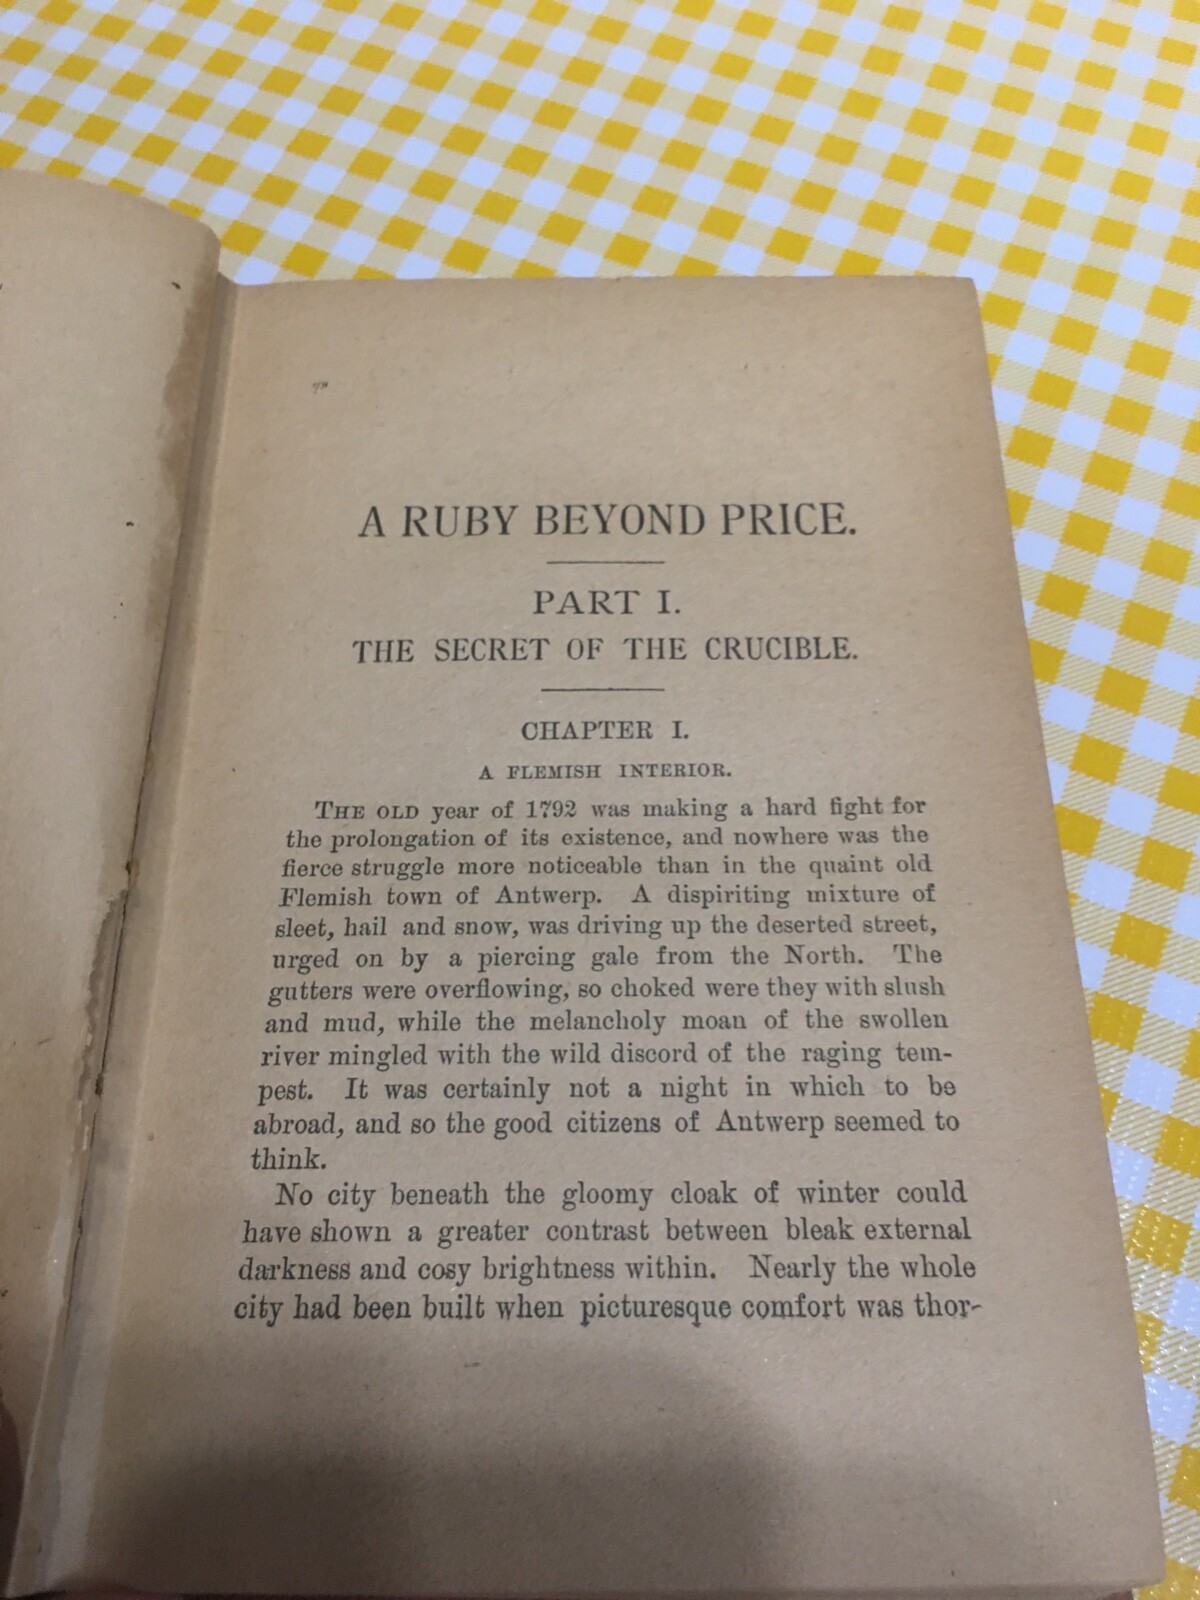 A RUBY BEYOND PRICE.
PART I.
THE SECRET OF THE CRUCIBLE.
CHAPTER I.
A FLEMISH INTERIOR.
THE OLD year of 1792 was making a hard fight for
the prolongation of its existence, and nowhere was the
fierce struggle more noticeable than in the quaint old
Flemish town of Antwerp. A dispiriting mixture of
sleet, hail and snow, was driving up the deserted street,
urged on by a piercing gale from the North. The
gutters were overflowing, so choked were they with slush
and mud, while the melancholy moan of the swollen
river mingled with the wild discord of the raging tem-
pest. It was certainly not a night in which to be
abroad, and so the good citizens of Antwerp seemed to
think.
No city beneath the gloomy cloak of winter could
have shown a greater contrast between bleak external
darkness and cosy brightness within. Nearly the whole
city had been built when picturesque comfort was thor-